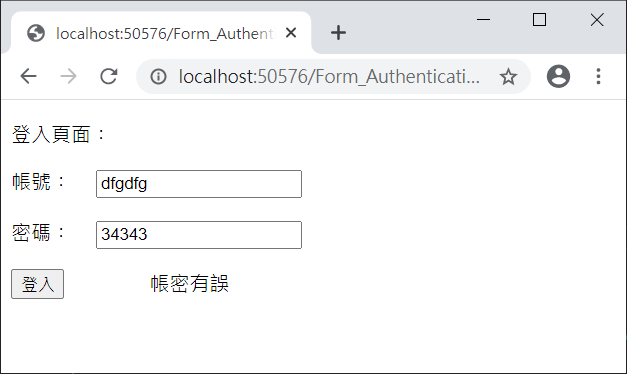 localhost:50576/Form_Authent
localhost:50576/Form_Authenticati...
登入頁面：
帳號： dfgdfg
密碼： 34343
登入 帳密有誤